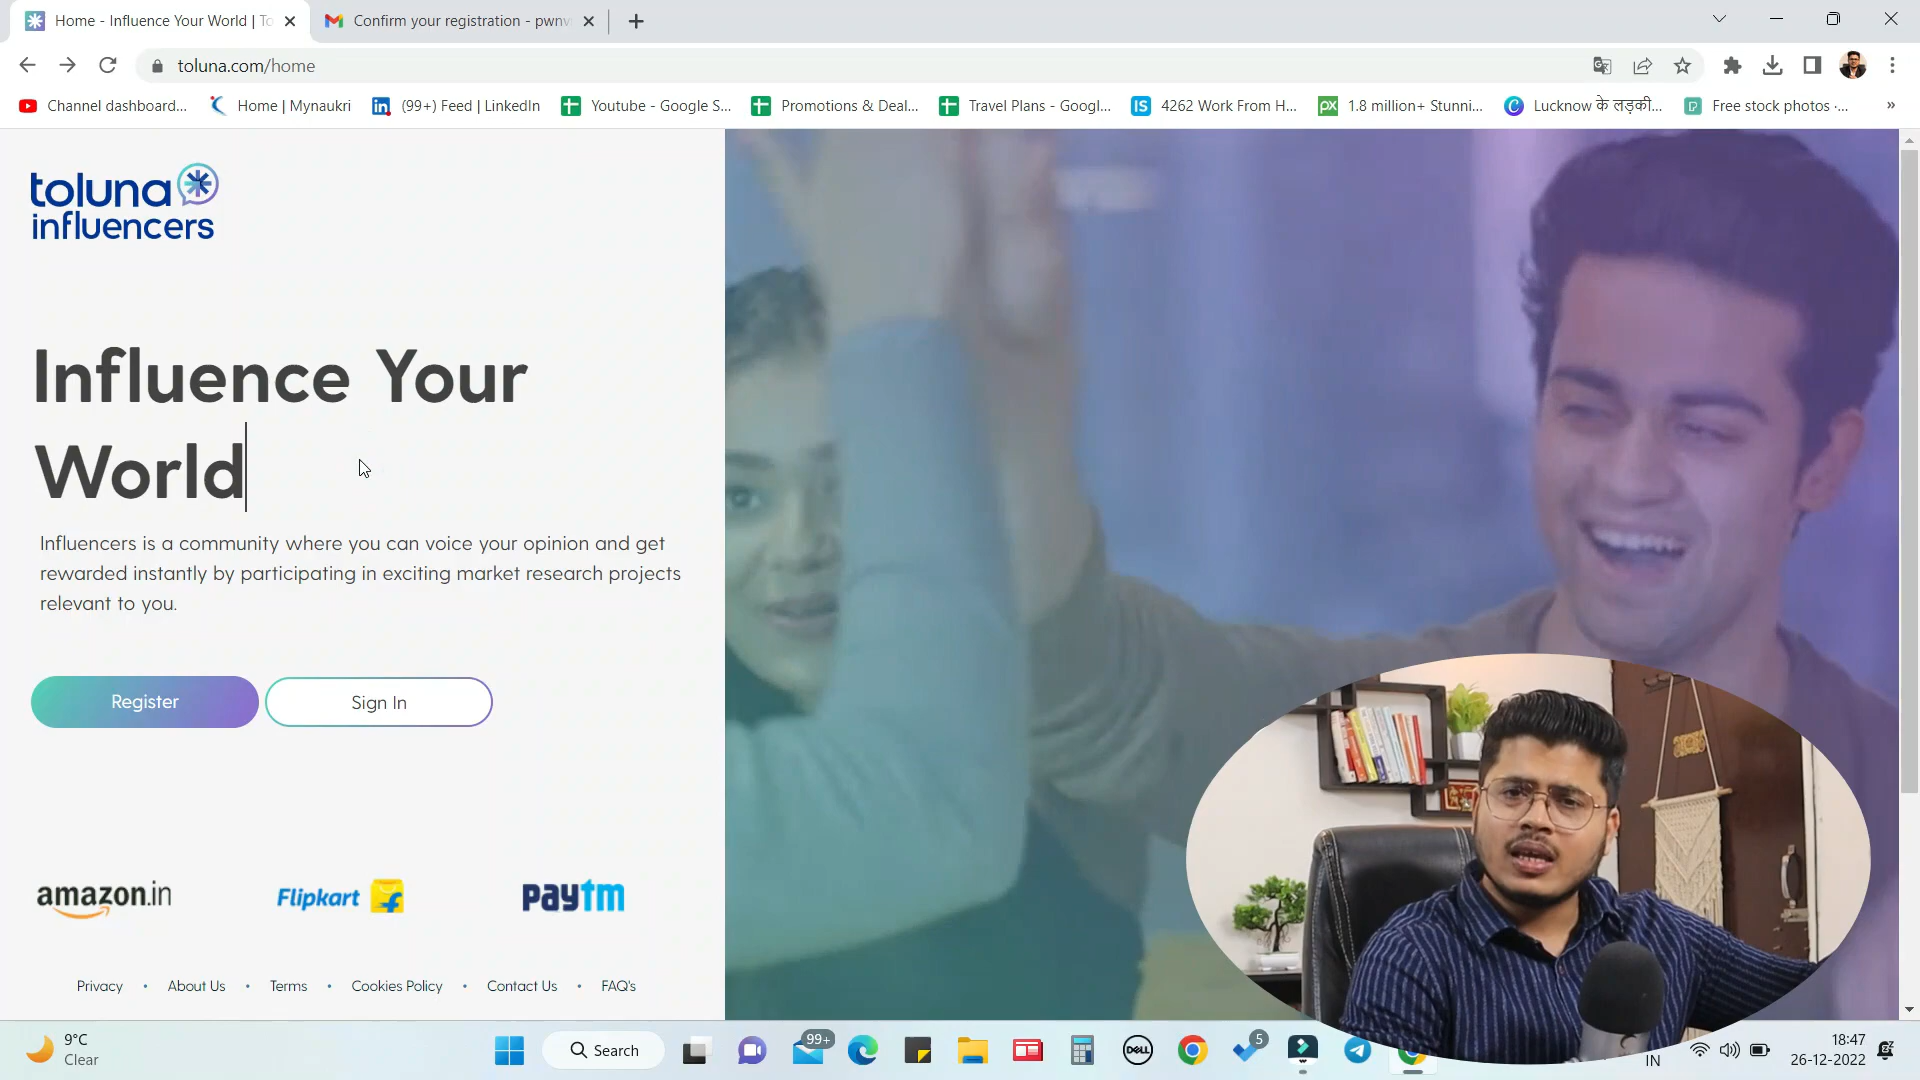 Home - Influence Your World | To
Confirm your registration - pwnv
toluna.com/home
Channel dashboard...
Home | Mynaukri
in
(99+) Feed | LinkedIn
Youtube - Google S...
Promotions & Deal...
Travel Plans - Googl...
IS
4262 Work From H...
px
1.8 million+ Stunni...
Lucknow के लड़की...
Free stock photos ·...
»
toluna
influencers
Influence Your
World
Influencers is a community where you can voice your opinion and get
rewarded instantly by participating in exciting market research projects
relevant to you.
Register
Sign In
amazon.in
Flipkart
paytm
Privacy • About Us • Terms • Cookies Policy • Contact Us • FAQ's
9°C
Clear
Search
99+
DELL
5
IN
18:47
26-12-2022